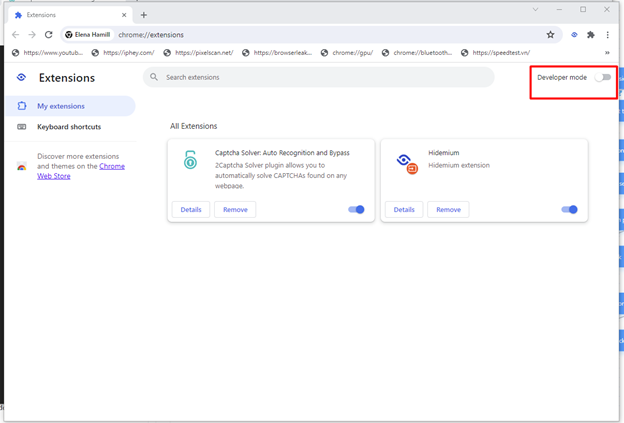 Extensions
Elena Hamill
chrome://extensions
https://www.youtub...
https://iphey.com/
https://pixelscan.net/
https://browserleak...
chrome://gpu/
chrome://bluetooth...
https://speedtest.vn/
»
Extensions
Search extensions
Developer mode
My extensions
Keyboard shortcuts
Discover more extensions
and themes on the Chrome
Web Store
All Extensions
Captcha Solver: Auto Recognition and Bypass
2Captcha Solver plugin allows you to
automatically solve CAPTCHAs found on any
webpage.
Details
Remove
Hidemium
Hidemium extension
Details
Remove